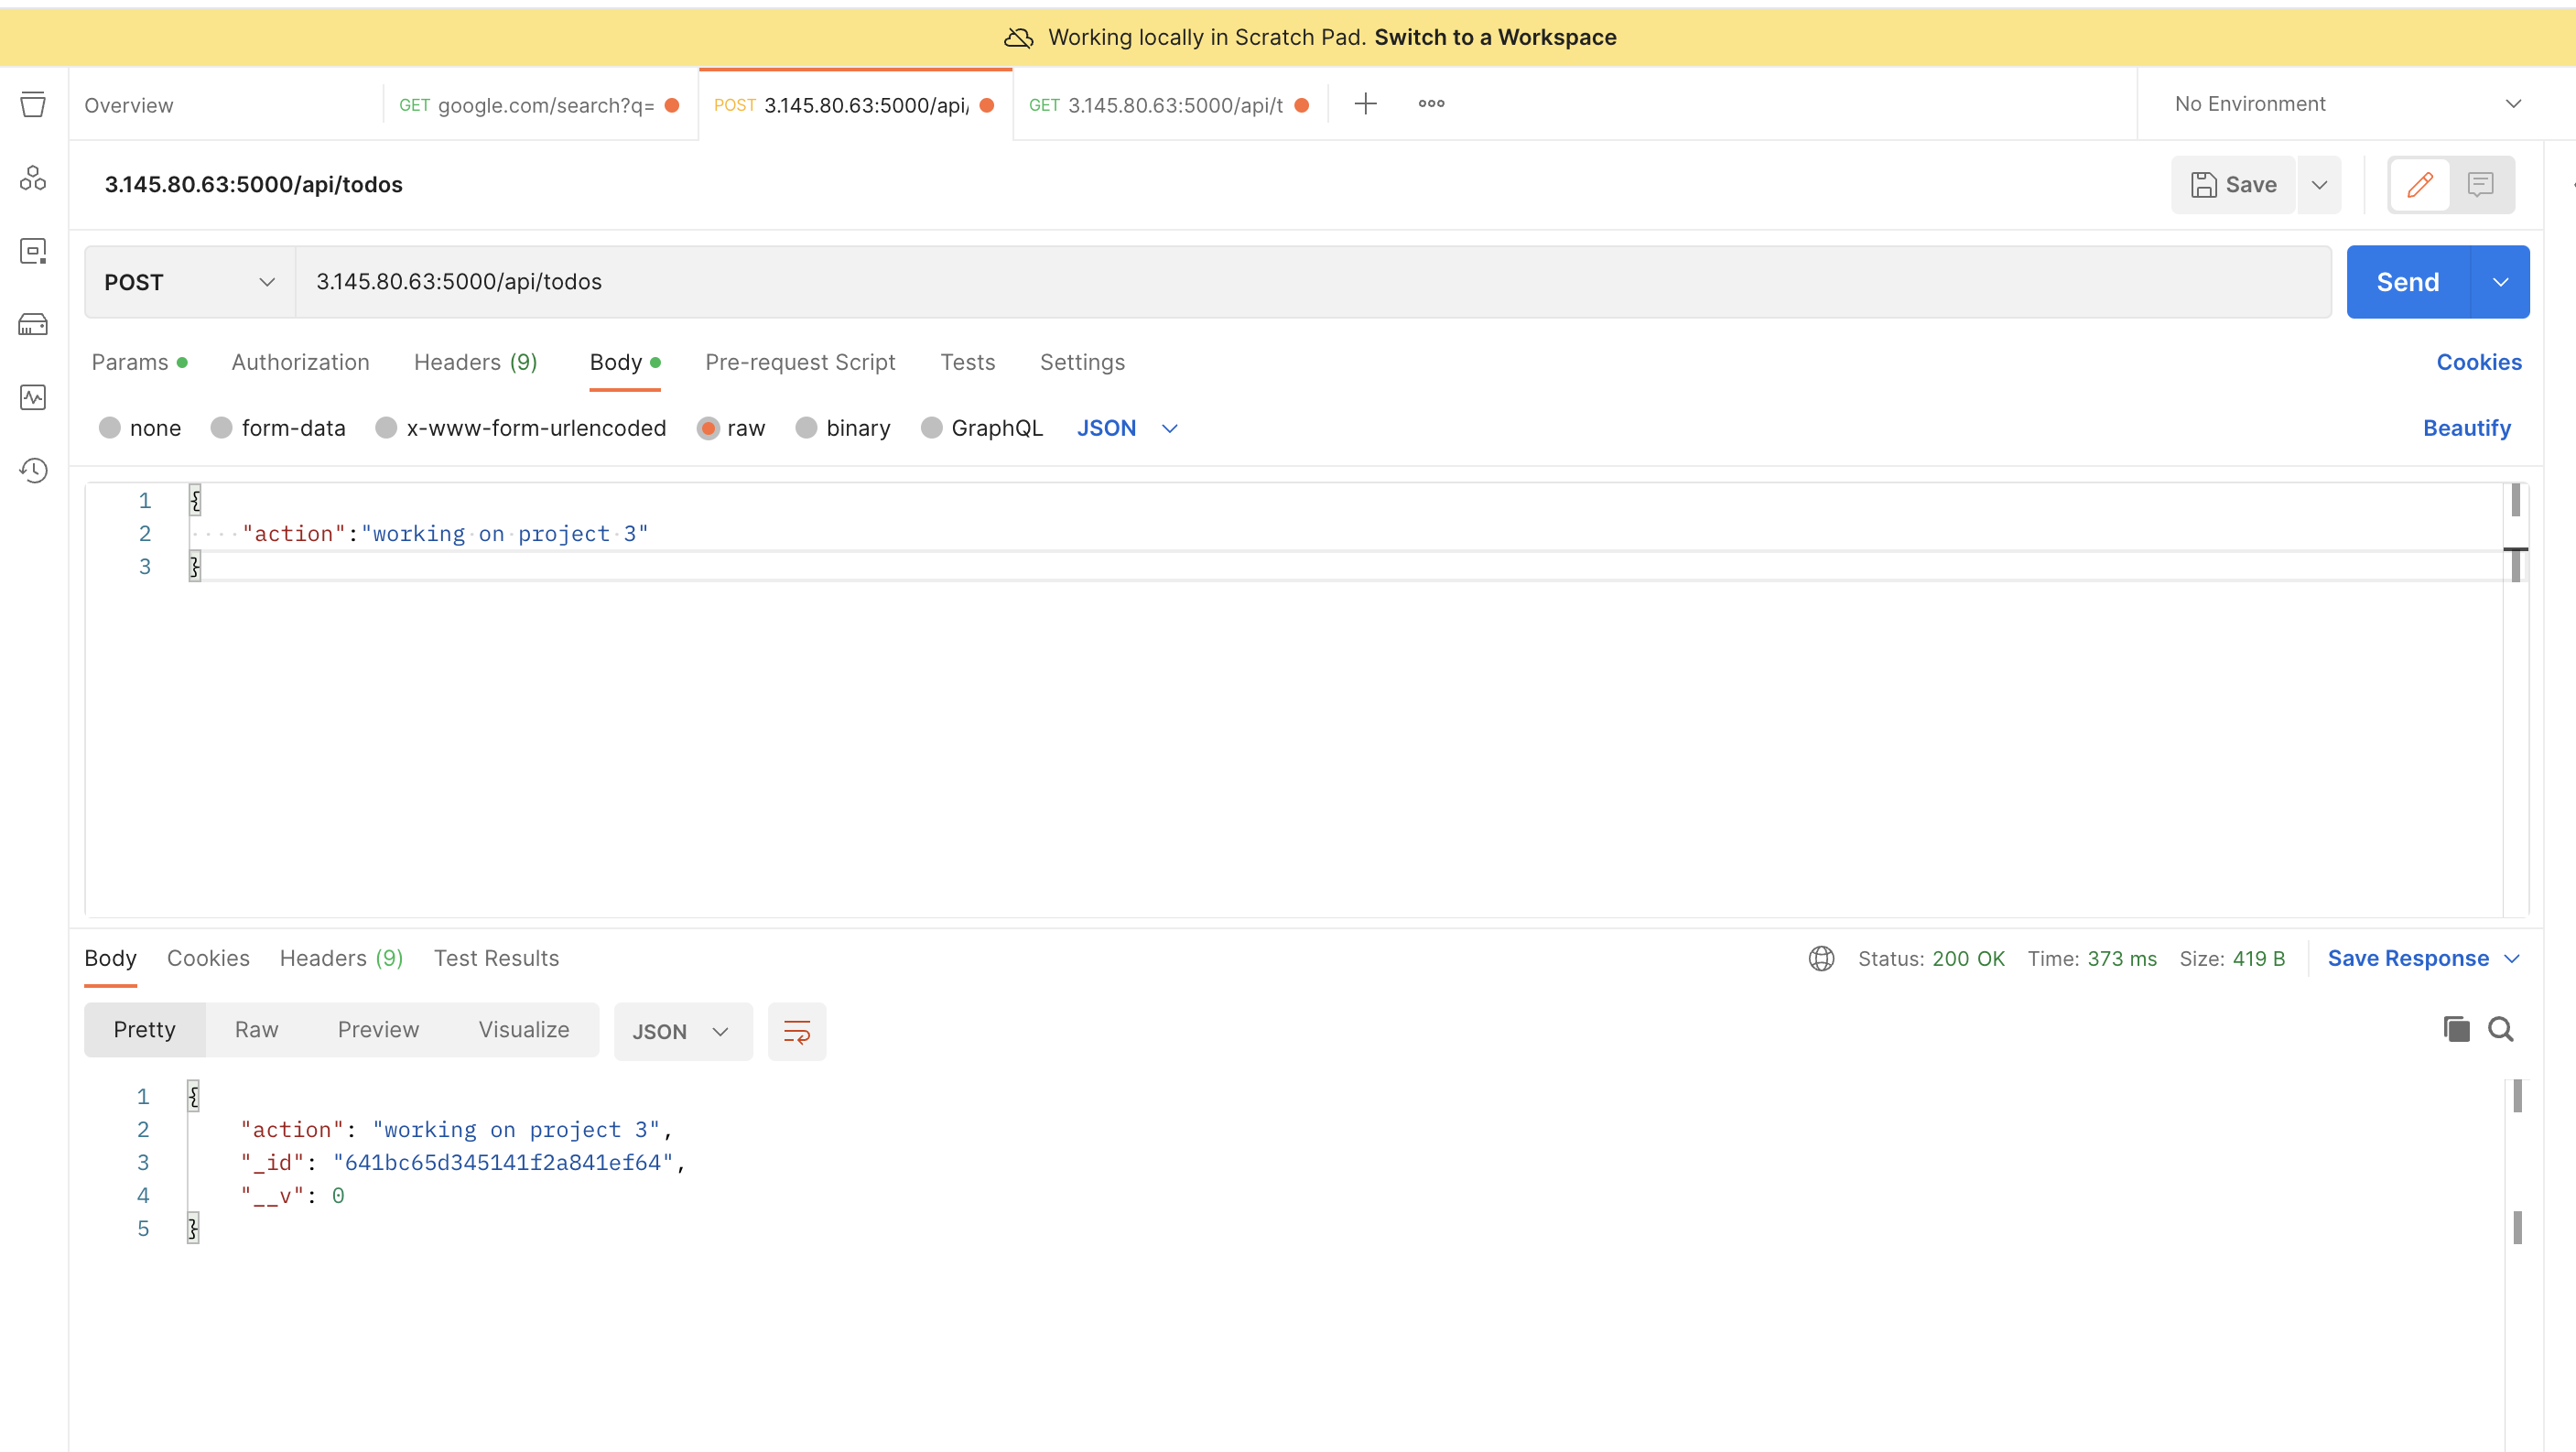 Working locally in Scratch Pad. Switch to a Workspace
Overview
GET google.com/search?q=
POST 3.145.80.63:5000/api/
GET 3.145.80.63:5000/api/t
No Environment
3.145.80.63:5000/api/todos
Save
POST
3.145.80.63:5000/api/todos
Send
Params
Authorization
Headers (9)
Body
Pre-request Script
Tests
Settings
Cookies
none
form-data
x-www-form-urlencoded
raw
binary
GraphQL
JSON
Beautify
1 {
2 "action":"working on project 3"
3 }
Body
Cookies
Headers (9)
Test Results
Status: 200 OK
Time: 373 ms
Size: 419 B
Save Response
Pretty
Raw
Preview
Visualize
JSON
1 {
2 "action": "working on project 3",
3 "_id": "641bc65d345141f2a841ef64",
4 "__v": 0
5 }